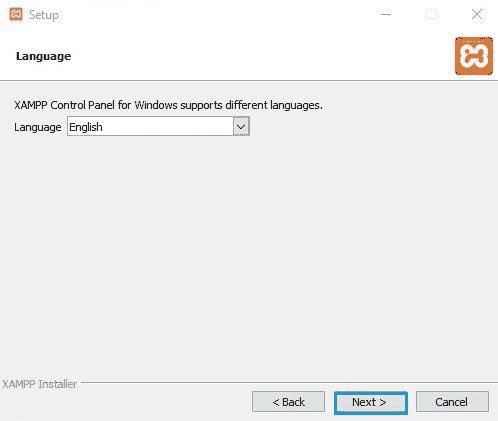 Setup
Language
XAMPP Control Panel for Windows supports different languages.
Language English
XAMPP Installer
< Back Next > Cancel